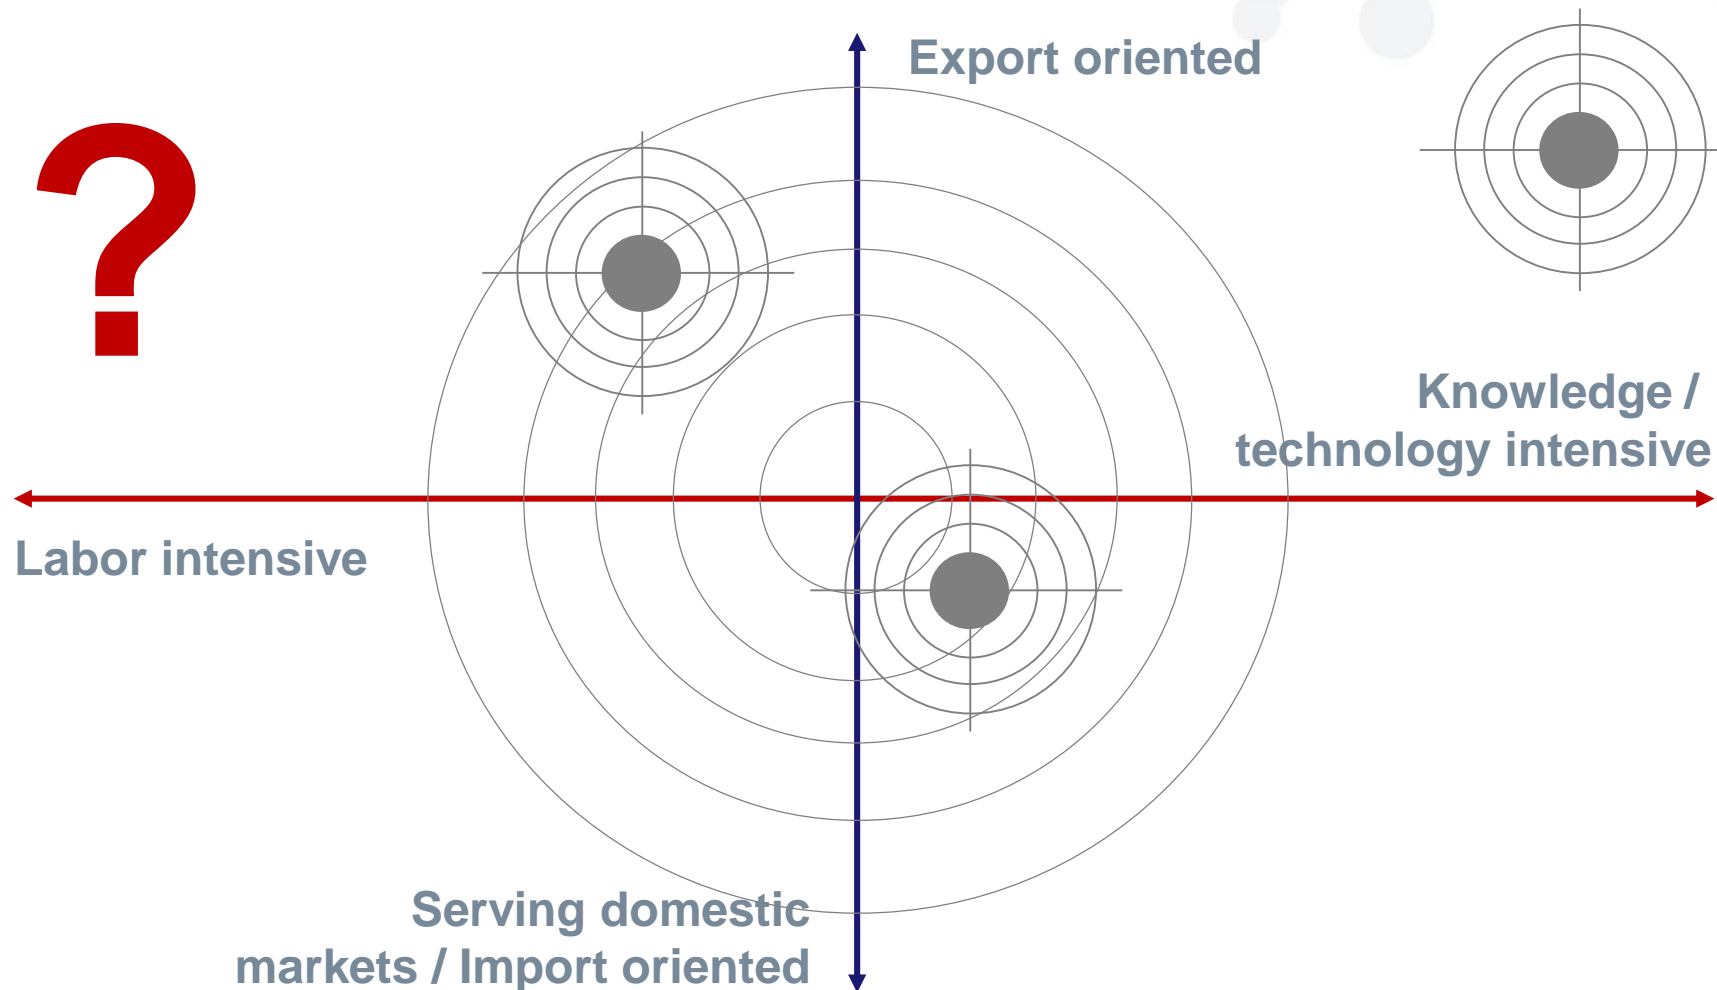 Export oriented
?
Knowledge /
technology intensive
Labor intensive
Serving domestic
markets / Import oriented